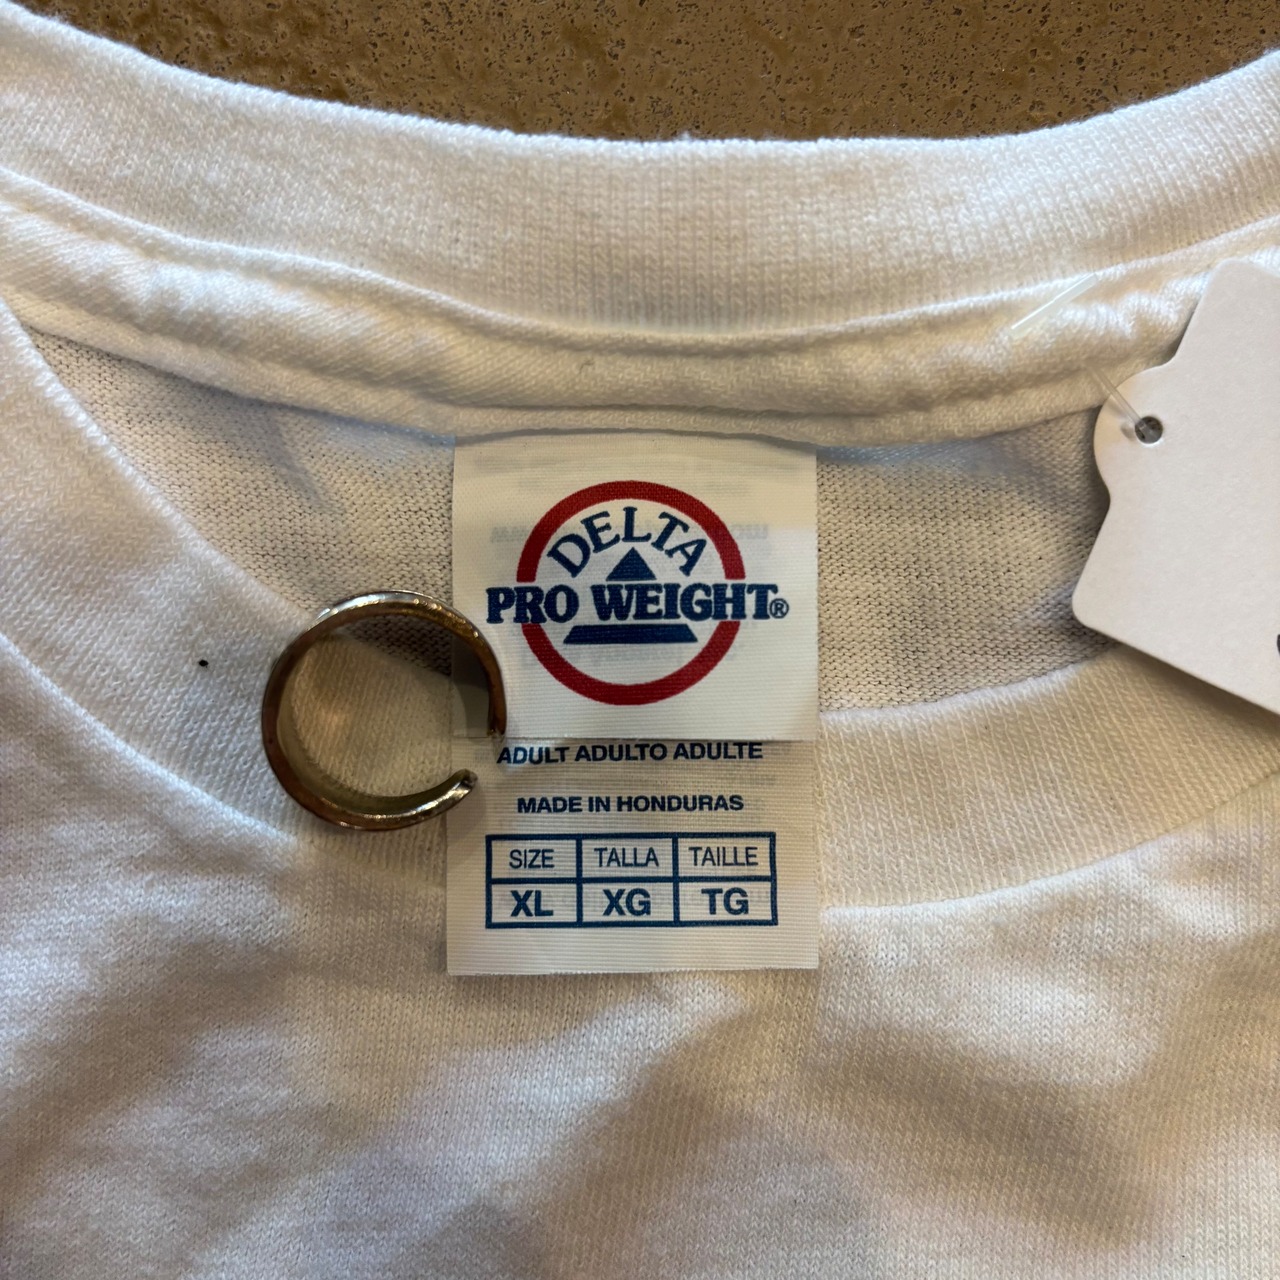 DELTA
PRO WEIGHT®
ADULT ADULTO ADULTE
MADE IN HONDURAS
SIZE TALLA TAILLE
XL XG TG